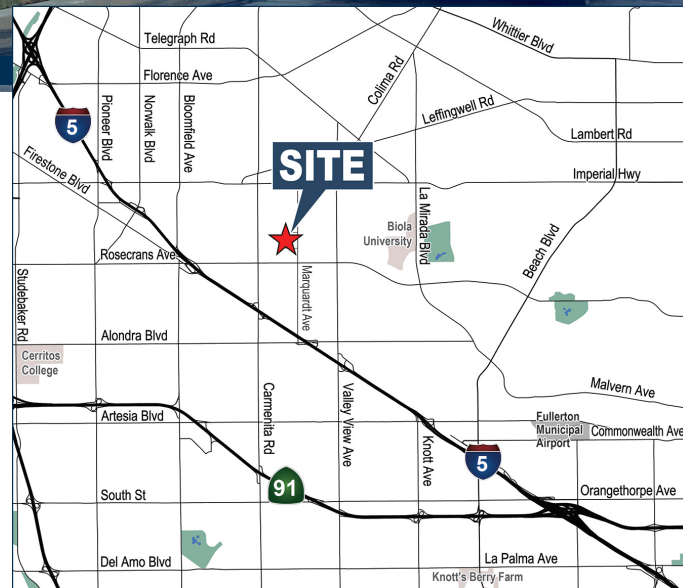 Telegraph Rd
Whittier Blvd
Florence Ave
Colima Rd
Leffingwell Rd
Pioneer Blvd
Norwalk Blvd
Bloomfield Ave
5
Lambert Rd
Firestone Blvd
SITE
Imperial Hwy
La Mirada Blvd
Biola
University
Beach Blvd
Rosecrans Ave
Studebaker Rd
Marquardt Ave
Alondra Blvd
Cerritos
College
Carmenita Rd
Valley View Ave
Malvern Ave
Artesia Blvd
Knott Ave
Fullerton
Municipal
Airport
Commonwealth Ave
5
91
South St
Orangethorpe Ave
Del Amo Blvd
La Palma Ave
Knott's Berry Farm